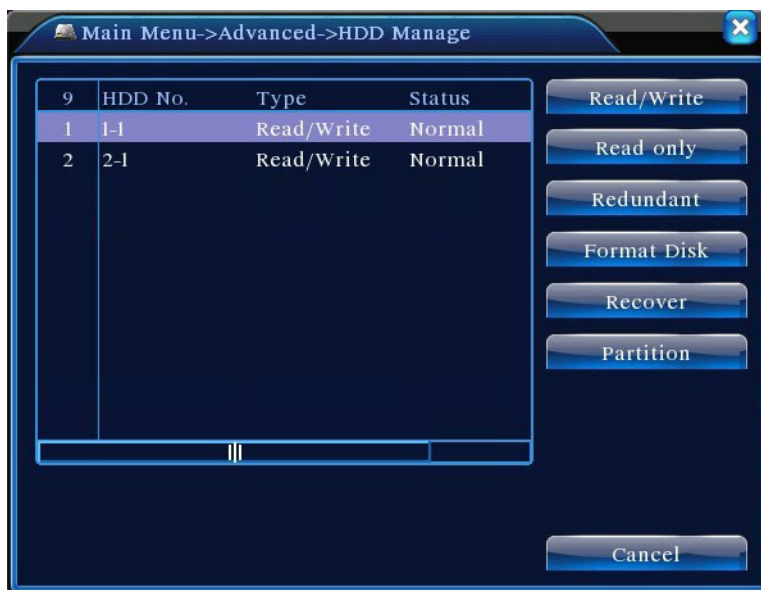 Main Menu->Advanced->HDD Manage
9 HDD No. Type Status
1 1-1 Read/Write Normal
2 2-1 Read/Write Normal
Read/Write
Read only
Redundant
Format Disk
Recover
Partition
Cancel